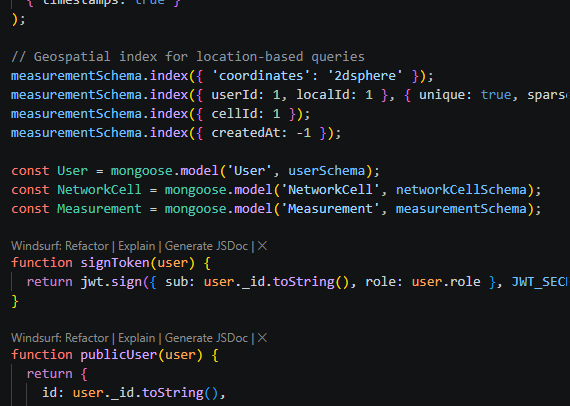 { timestamps: true }
);
// Geospatial index for location-based queries
measurementSchema.index({ 'coordinates': '2dsphere' });
measurementSchema.index({ userId: 1, localId: 1 }, { unique: true, spars
measurementSchema.index({ cellId: 1 });
measurementSchema.index({ createdAt: -1 });
const User = mongoose.model('User', userSchema);
const NetworkCell = mongoose.model('NetworkCell', networkCellSchema);
const Measurement = mongoose.model('Measurement', measurementSchema);
Windsurf: Refactor | Explain | Generate JSDoc | ✕
function signToken(user) {
return jwt.sign({ sub: user._id.toString(), role: user.role }, JWT_SECI
}
Windsurf: Refactor | Explain | Generate JSDoc | ✕
function publicUser(user) {
return {
id: user._id.toString(),